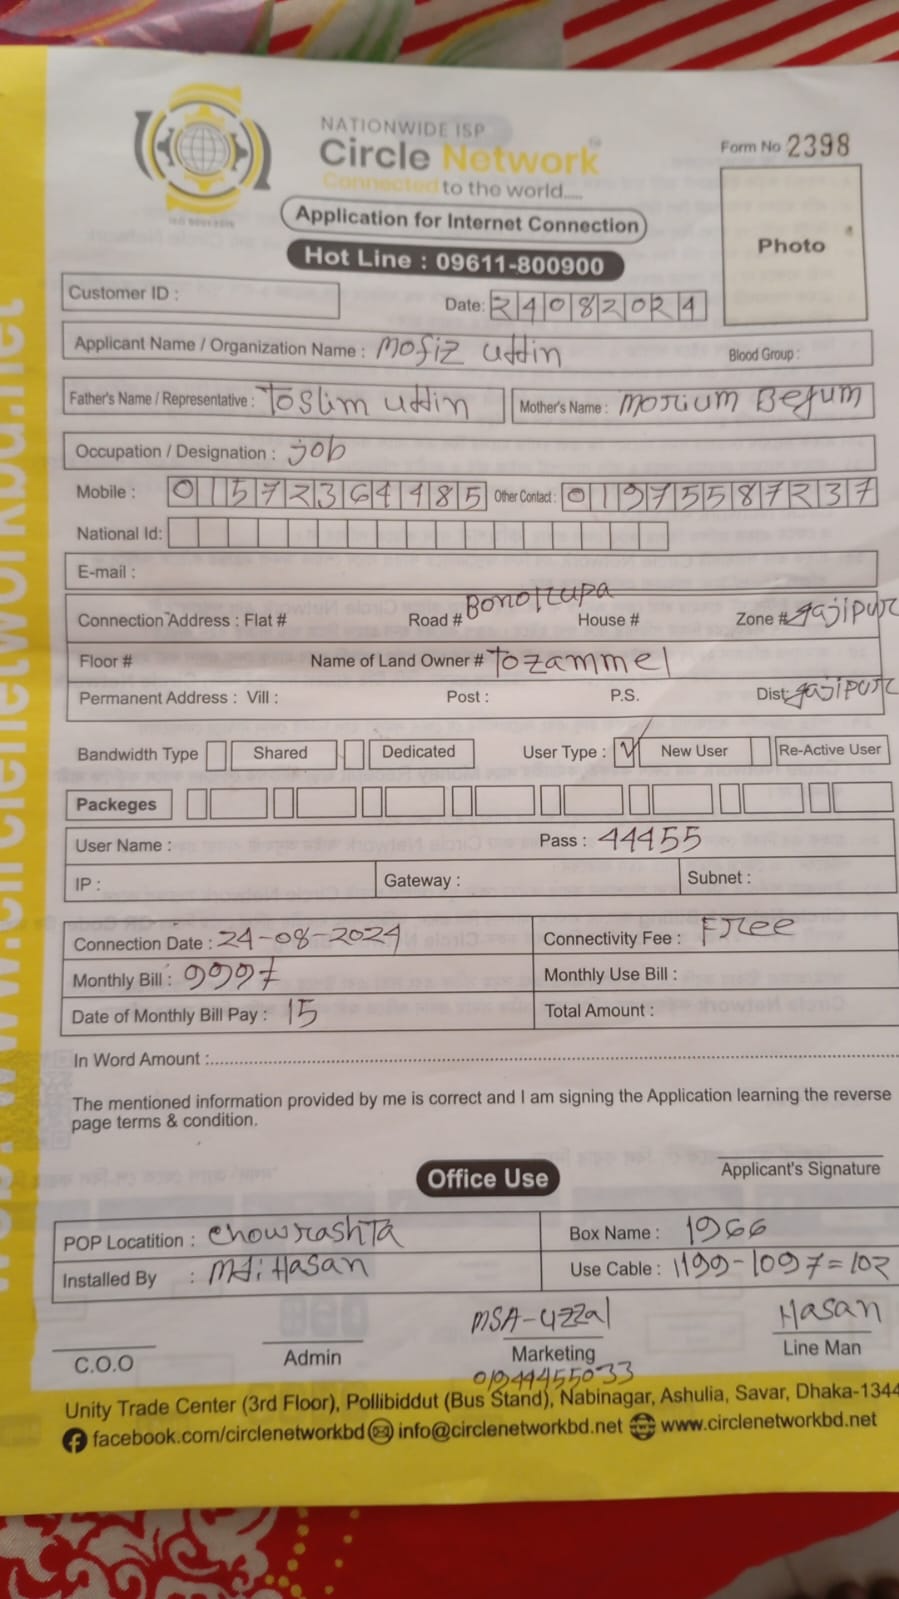 NATIONWIDE ISP
Circle Network
Connected to the world.....
Form No 2398
Application for Internet Connection
Photo
Hot Line : 09611-800900
Customer ID :
Date: 24082024
Applicant Name / Organization Name : Mofiz uddin Blood Group :
Father's Name / Representative : Toslim uddin Mother's Name : Morium Begum
Occupation / Designation : job
Mobile : 01572364485 Other Contact : 01975587237
National Id:
E-mail :
Connection Address : Flat # Road # Bonorupa House # Zone # gajipur
Floor # Name of Land Owner # Tozammel
Permanent Address : Vill : Post : P.S. Dist: gajipur
Bandwidth Type Shared Dedicated User Type : ✓ New User Re-Active User
Packeges
User Name : Pass : 44455
IP : Gateway : Subnet :
Connection Date : 24-08-2024 Connectivity Fee : Free
Monthly Bill : 999৳ Monthly Use Bill :
Date of Monthly Bill Pay : 15 Total Amount :
In Word Amount :
The mentioned information provided by me is correct and I am signing the Application learning the reverse
page terms & condition.
Office Use
Applicant's Signature
POP Locatition : Chowrashta Box Name : 1966
Installed By : Md: Hasan Use Cable : 1199-1097=102
C.O.O Admin MSA-Uzzal Marketing Hasan Line Man
01944455033
Unity Trade Center (3rd Floor), Pollibiddut (Bus Stand), Nabinagar, Ashulia, Savar, Dhaka-1344
facebook.com/circlenetworkbd info@circlenetworkbd.net www.circlenetworkbd.net
www.circlenetworkbd.net